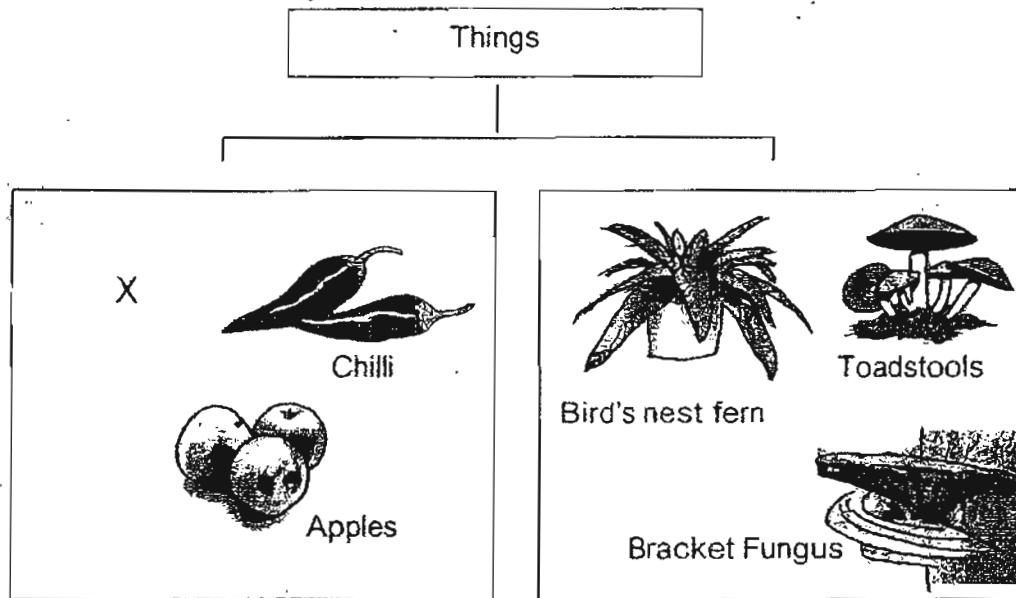 Things
X
Chilli
Apples
Bird's nest fern
Toadstools
Bracket Fungus